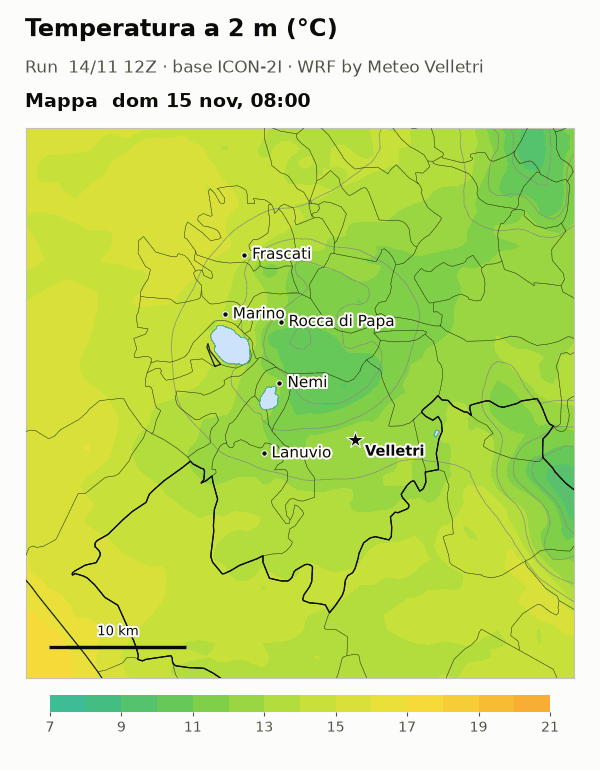 Temperatura a 2 m (°C)
Run  14/11 12Z · base ICON-2I · WRF by Meteo Velletri
Mappa  dom 15 nov, 08:00
Frascati
Marino
Rocca di Papa
Nemi
Velletri
Lanuvio
10 km
7 9 11 13 15 17 19 21